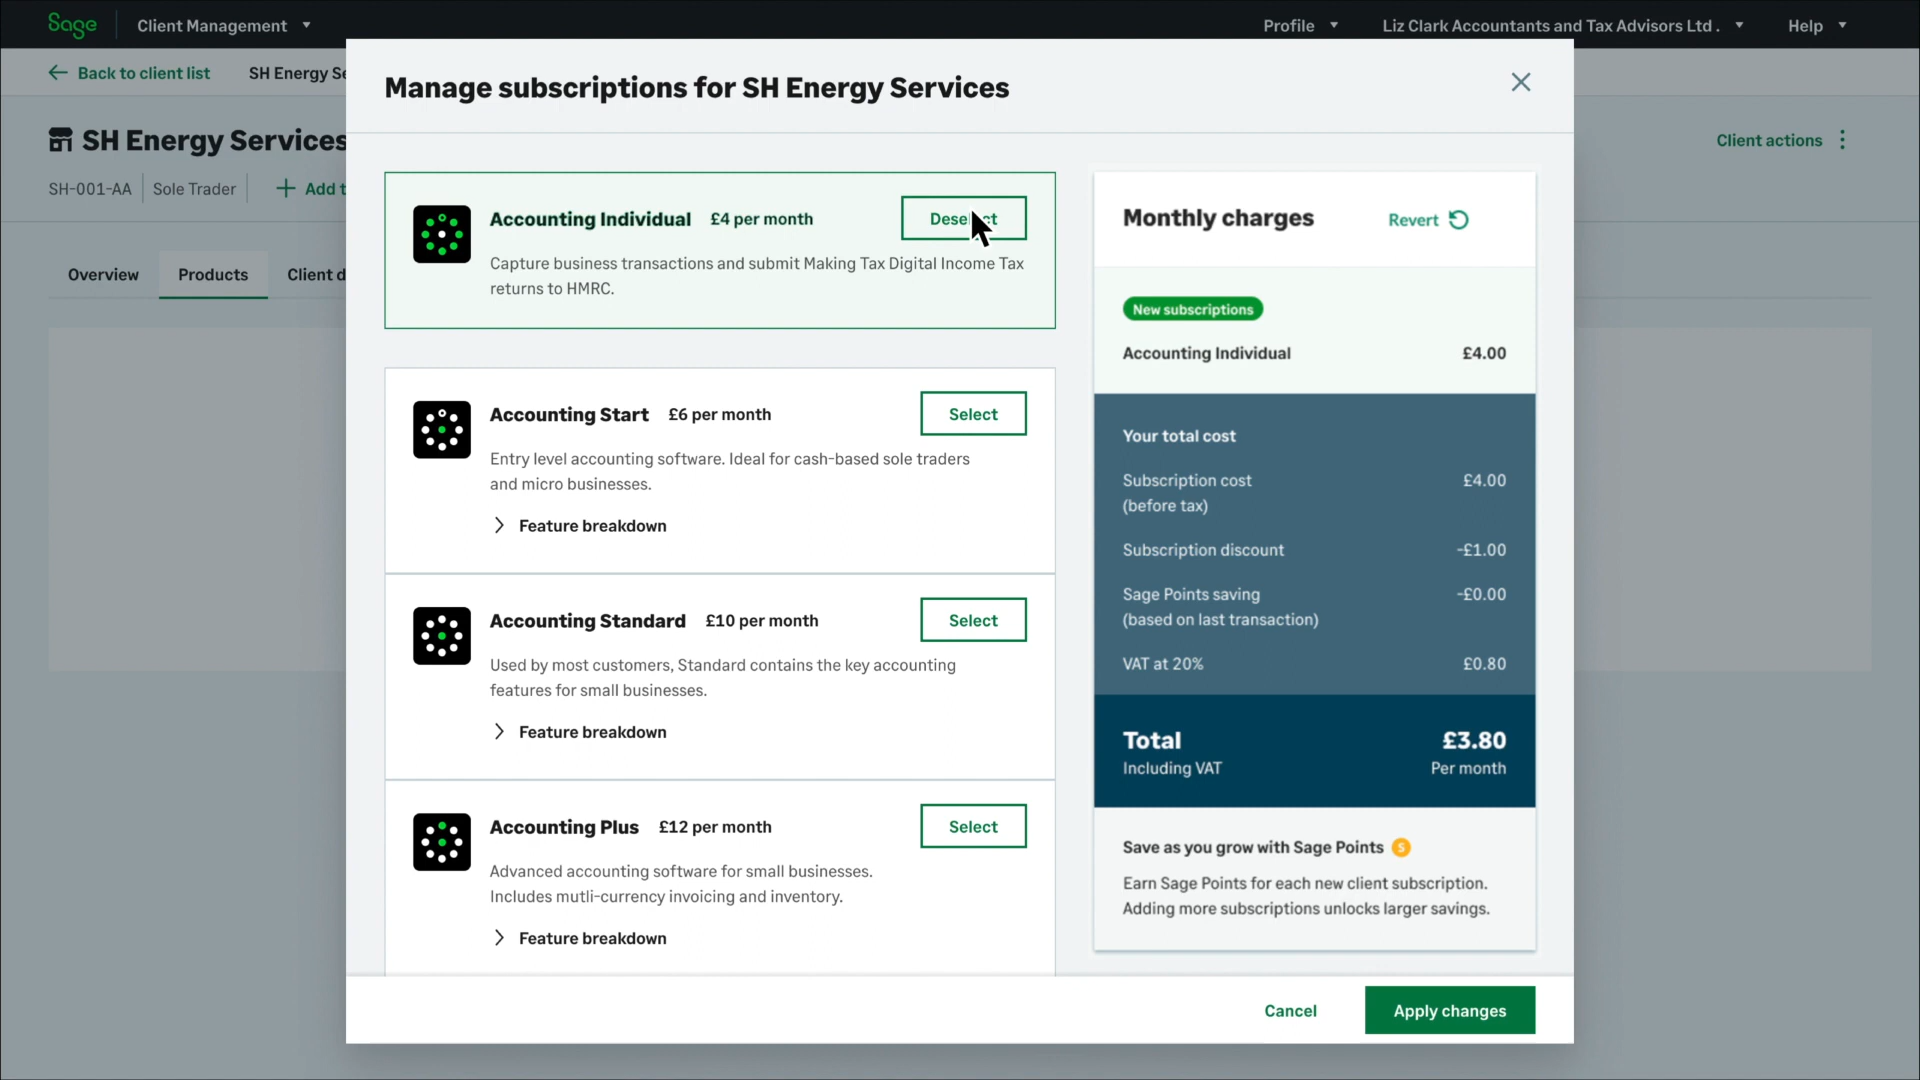 Sage
Client Management
Profile
Liz Clark Accountants and Tax Advisors Ltd .
Help
Back to client list
SH Energy Se
SH Energy Services
SH-001-AA
Sole Trader
Add t
Client actions
Overview
Products
Client d
Manage subscriptions for SH Energy Services
Accounting Individual £4 per month
Deselect
Capture business transactions and submit Making Tax Digital Income Tax
returns to HMRC.
Accounting Start £6 per month
Select
Entry level accounting software. Ideal for cash-based sole traders
and micro businesses.
Feature breakdown
Accounting Standard £10 per month
Select
Used by most customers, Standard contains the key accounting
features for small businesses.
Feature breakdown
Accounting Plus £12 per month
Select
Advanced accounting software for small businesses.
Includes mutli-currency invoicing and inventory.
Feature breakdown
Monthly charges
Revert
New subscriptions
Accounting Individual £4.00
Your total cost
Subscription cost £4.00
(before tax)
Subscription discount -£1.00
Sage Points saving -£0.00
(based on last transaction)
VAT at 20% £0.80
Total £3.80
Including VAT Per month
Save as you grow with Sage Points S
Earn Sage Points for each new client subscription.
Adding more subscriptions unlocks larger savings.
Cancel
Apply changes